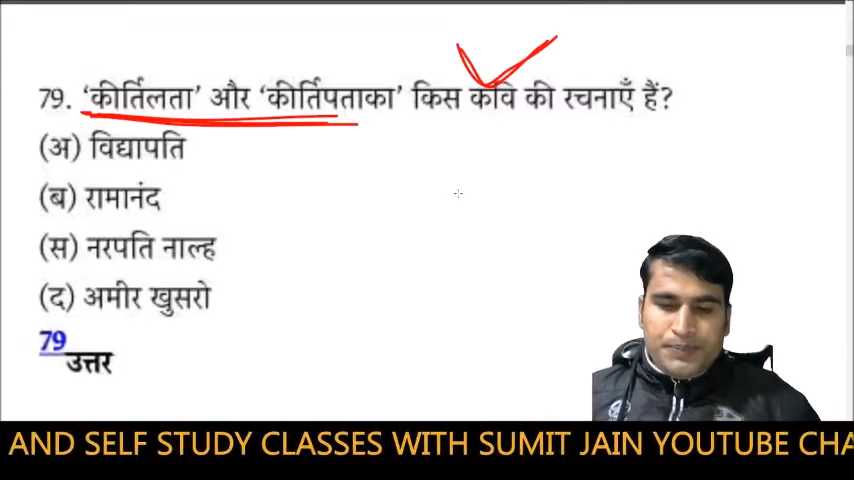 79. 'कीर्तिलता' और 'कीर्तिपताका' किस कवि की रचनाएँ हैं?
(अ) विद्यापति
(ब) रामानंद
(स) नरपति नाल्ह
(द) अमीर खुसरो
79
उत्तर
AND SELF STUDY CLASSES WITH SUMIT JAIN YOUTUBE CHA